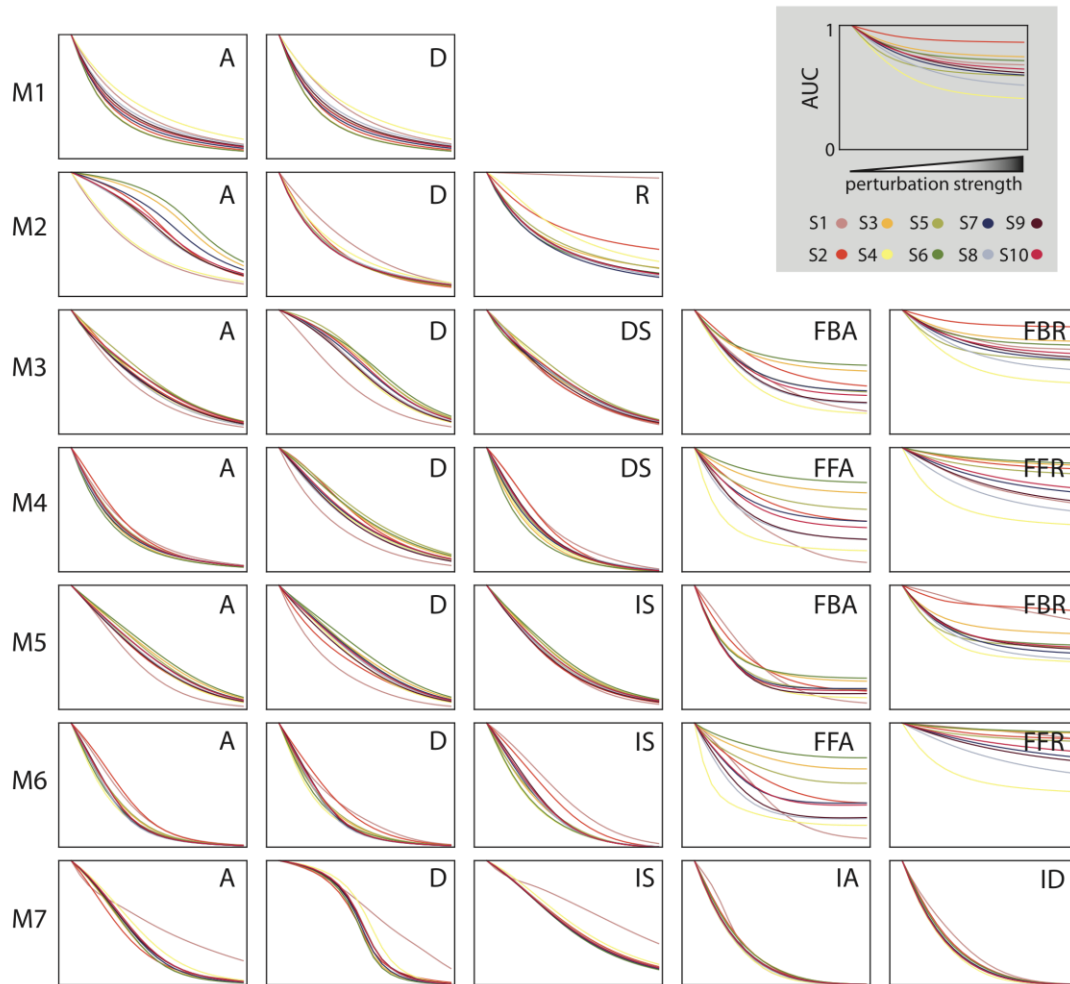 1
AUC
0
perturbation strength
S1 S3 S5 S7 S9
S2 S4 S6 S8 S10
M1 A D
M2 A D R
M3 A D DS FBA FBR
M4 A D DS FFA FFR
M5 A D IS FBA FBR
M6 A D IS FFA FFR
M7 A D IS IA ID